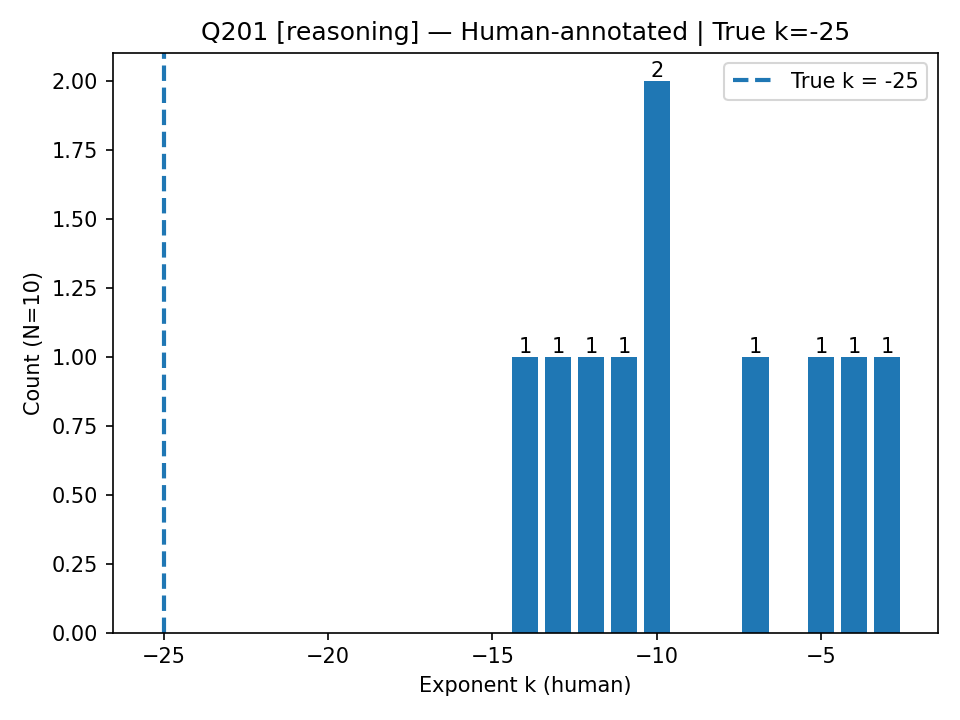 Q201 [reasoning] — Human-annotated | True k=-25
True k = -25
Count (N=10)
2.00
1.75
1.50
1.25
1.00
0.75
0.50
0.25
0.00
1 1 1 1 2 1 1 1 1
−25 −20 −15 −10 −5
Exponent k (human)